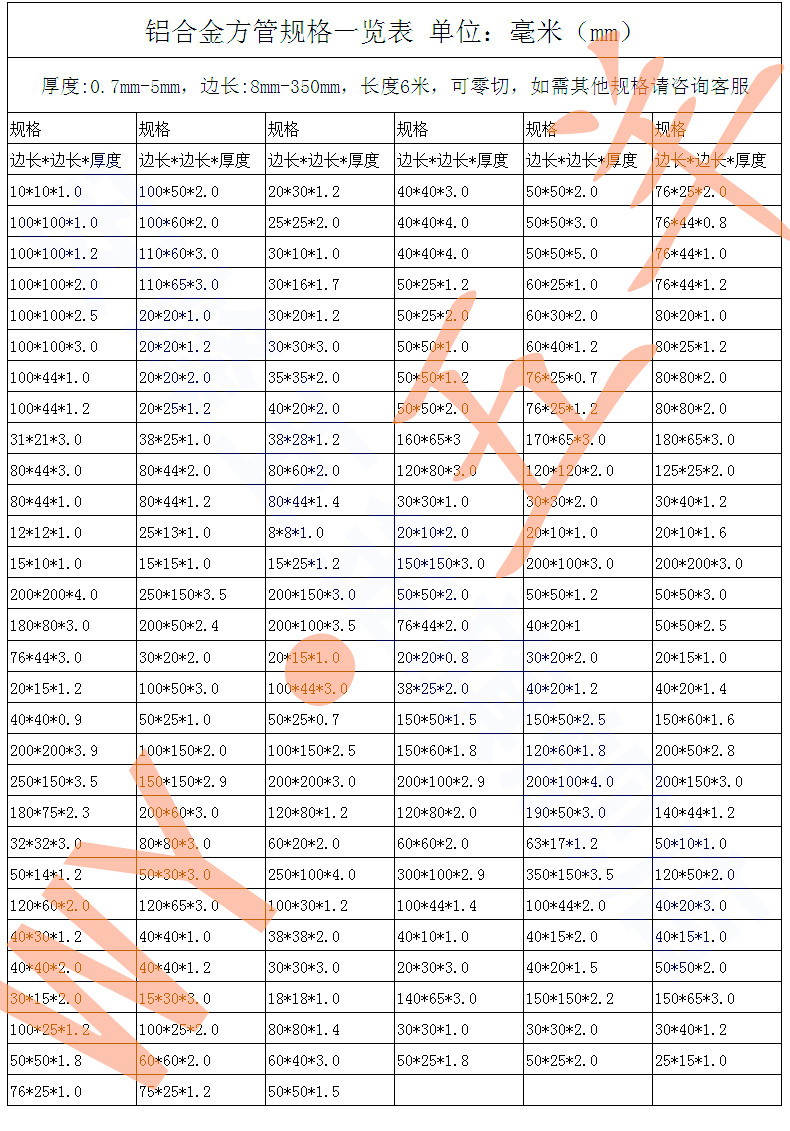 铝合金方管规格一览表 单位：毫米（mm）
厚度:0.7mm-5mm，边长:8mm-350mm，长度6米，可零切，如需其他规格请咨询客服
规格 规格 规格 规格 规格 规格
边长*边长*厚度 边长*边长*厚度 边长*边长*厚度 边长*边长*厚度 边长*边长*厚度 边长*边长*厚度
10*10*1.0 100*50*2.0 20*30*1.2 40*40*3.0 50*50*2.0 76*25*2.0
100*100*1.0 100*60*2.0 25*25*2.0 40*40*4.0 50*50*3.0 76*44*0.8
100*100*1.2 110*60*3.0 30*10*1.0 40*40*4.0 50*50*5.0 76*44*1.0
100*100*2.0 110*65*3.0 30*16*1.7 50*25*1.2 60*25*1.0 76*44*1.2
100*100*2.5 20*20*1.0 30*20*1.2 50*25*2.0 60*30*2.0 80*20*1.0
100*100*3.0 20*20*1.2 30*30*3.0 50*50*1.0 60*40*1.2 80*25*1.2
100*44*1.0 20*20*2.0 35*35*2.0 50*50*1.2 76*25*0.7 80*80*2.0
100*44*1.2 20*25*1.2 40*20*2.0 50*50*2.0 76*25*1.2 80*80*2.0
31*21*3.0 38*25*1.0 38*28*1.2 160*65*3 170*65*3.0 180*65*3.0
80*44*3.0 80*44*2.0 80*60*2.0 120*80*3.0 120*120*2.0 125*25*2.0
80*44*1.0 80*44*1.2 80*44*1.4 30*30*1.0 30*30*2.0 30*40*1.2
12*12*1.0 25*13*1.0 8*8*1.0 20*10*2.0 20*10*1.0 20*10*1.6
15*10*1.0 15*15*1.0 15*25*1.2 150*150*3.0 200*100*3.0 200*200*3.0
200*200*4.0 250*150*3.5 200*150*3.0 50*50*2.0 50*50*1.2 50*50*3.0
180*80*3.0 200*50*2.4 200*100*3.5 76*44*2.0 40*20*1 50*50*2.5
76*44*3.0 30*20*2.0 20*15*1.0 20*20*0.8 30*20*2.0 20*15*1.0
20*15*1.2 100*50*3.0 100*44*3.0 38*25*2.0 40*20*1.2 40*20*1.4
40*40*0.9 50*25*1.0 50*25*0.7 150*50*1.5 150*50*2.5 150*60*1.6
200*200*3.9 100*150*2.0 100*150*2.5 150*60*1.8 120*60*1.8 200*50*2.8
250*150*3.5 150*150*2.9 200*200*3.0 200*100*2.9 200*100*4.0 200*150*3.0
180*75*2.3 200*60*3.0 120*80*1.2 120*80*2.0 190*50*3.0 140*44*1.2
32*32*3.0 80*80*3.0 60*20*2.0 60*60*2.0 63*17*1.2 50*10*1.0
50*14*1.2 50*30*3.0 250*100*4.0 300*100*2.9 350*150*3.5 120*50*2.0
120*60*2.0 120*65*3.0 100*30*1.2 100*44*1.4 100*44*2.0 40*20*3.0
40*30*1.2 40*40*1.0 38*38*2.0 40*10*1.0 40*15*2.0 40*15*1.0
40*40*2.0 40*40*1.2 30*30*3.0 20*30*3.0 40*20*1.5 50*50*2.0
30*15*2.0 15*30*3.0 18*18*1.0 140*65*3.0 150*150*2.2 150*65*3.0
100*25*1.2 100*25*2.0 80*80*1.4 30*30*1.0 30*30*2.0 30*40*1.2
50*50*1.8 60*60*2.0 60*40*3.0 50*25*1.8 50*25*2.0 25*15*1.0
76*25*1.0 75*25*1.2 50*50*1.5
WY·五洋